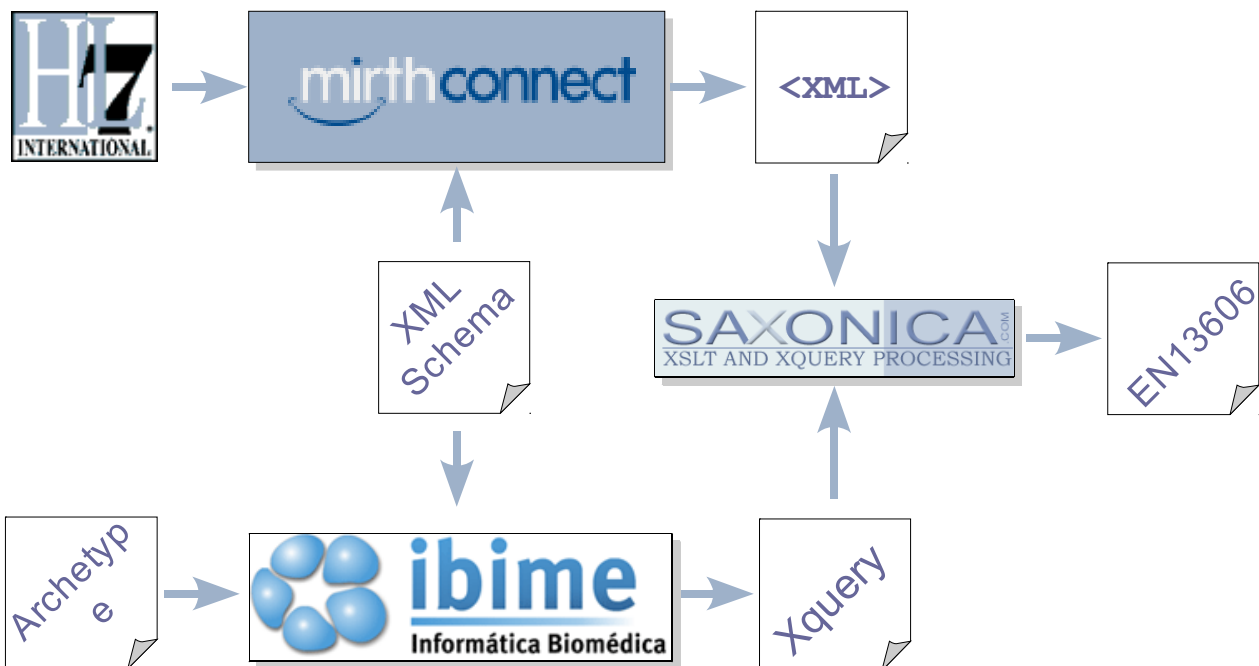 HL7.
INTERNATIONAL
mirthconnect
<XML>
XML
Schema
SAXONICA.COM
XSLT AND XQUERY PROCESSING
EN13606
Archetyp
e
ibime
Informática Biomédica
Xquery